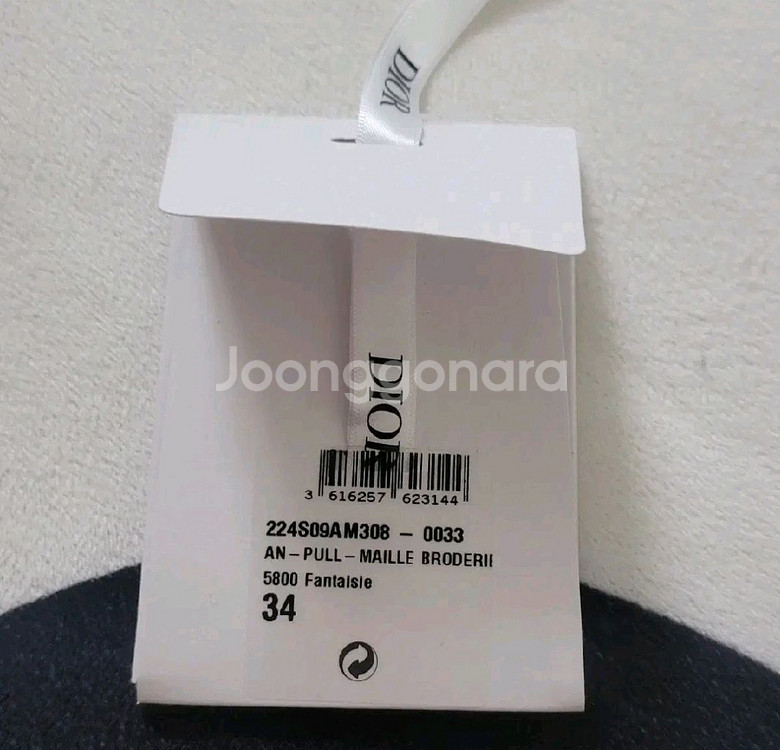 DIOR
Joonggonara
DIOR
3 616257 623144
224S09AM308 - 0033
AN-PULL-MAILLE BRODERII
5800 Fantaisie
34